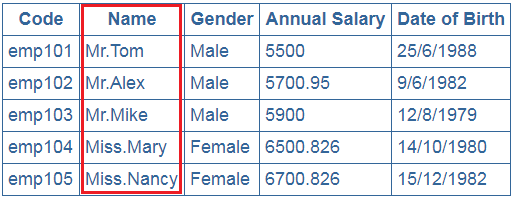 Code Name Gender Annual Salary Date of Birth
emp101 Mr.Tom Male 5500 25/6/1988
emp102 Mr.Alex Male 5700.95 9/6/1982
emp103 Mr.Mike Male 5900 12/8/1979
emp104 Miss.Mary Female 6500.826 14/10/1980
emp105 Miss.Nancy Female 6700.826 15/12/1982